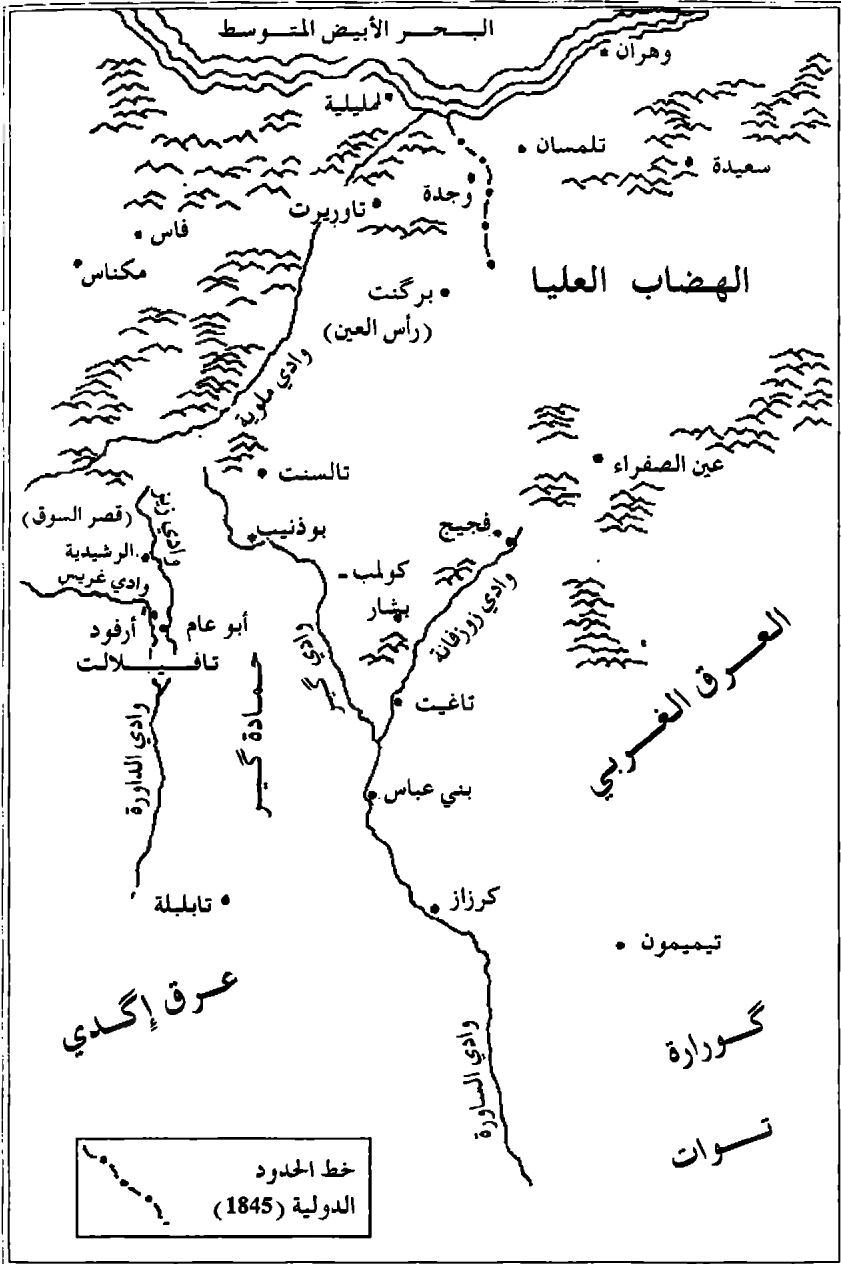 البحر الأبيض المتوسط
وهران
لمليلية
تلمسان
سعيدة
وجدة
تاوريرت
فاس
مكناس
الهضاب العليا
برگنت
(رأس العين)
وادي ملوية
عين الصفراء
تالسنت
(قصر السوق)
وادي زيز
بوذنيب
فجيج
الرشيدية
كولمب
بشار
وادي غريس
وادي زوزفانة
أبو عام
أرفود
تافيلالت
وادي گير
العرق الغربي
تاغيت
حمادة گير
وادي الداورة
بني عباس
تابلبلة
كرزاز
تيميمون
عرق إگدي
گورارة
وادي الساورة
توات
خط الحدود
الدولية (1845)